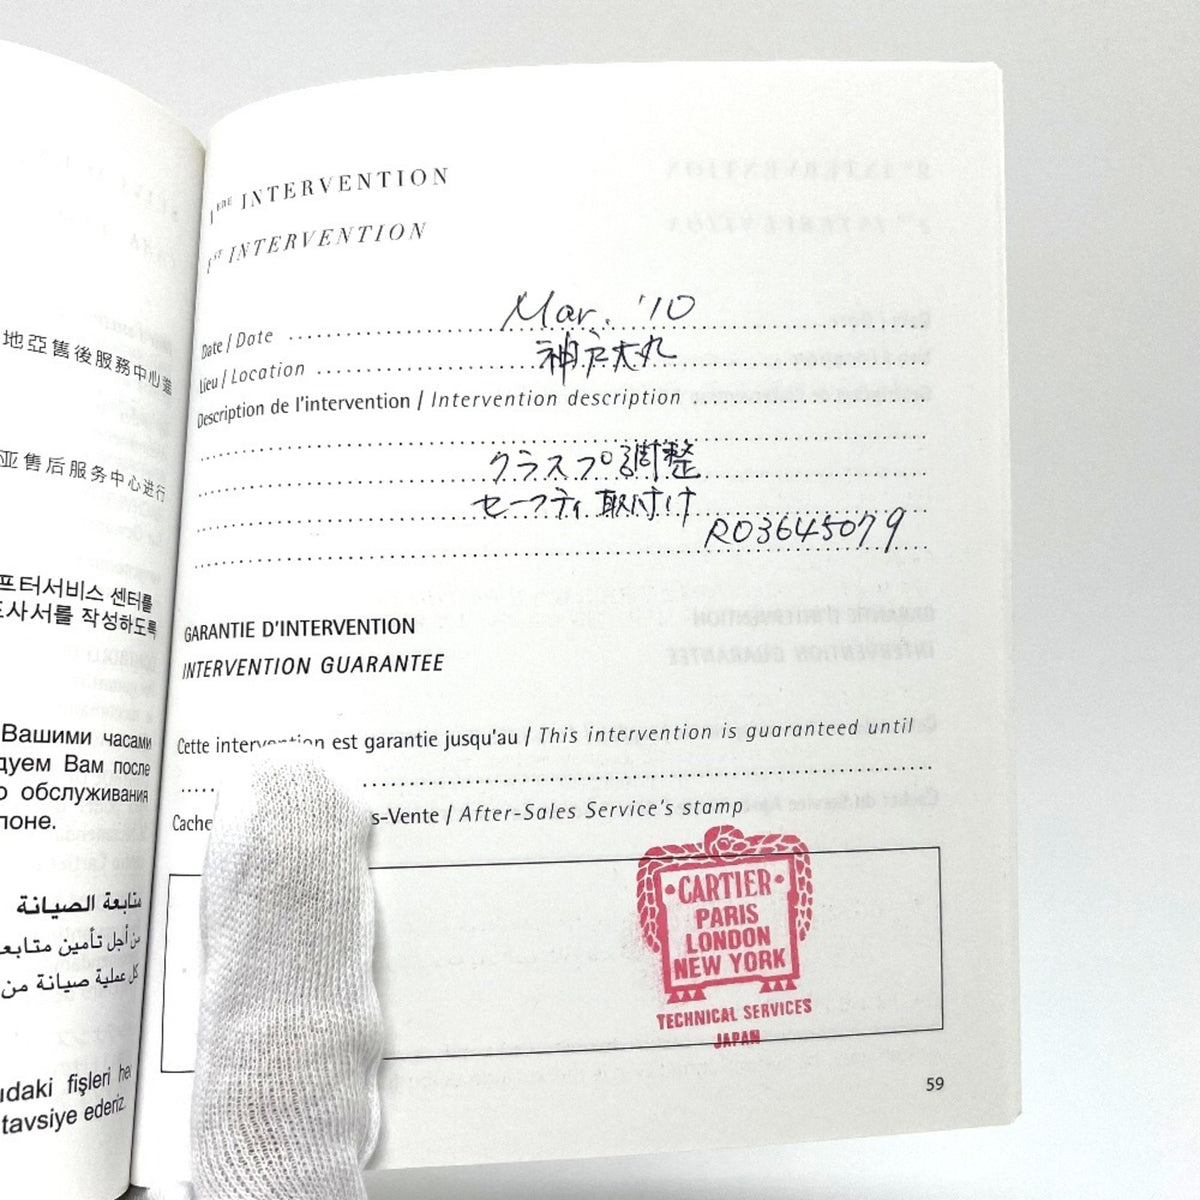 地亞售後服務中心進
亚售后服务中心进行
프터서비스 센터를
사서를 작성하도록
Вашими часами
дуем Вам после
о обслуживания
лоне.
متابعة الصيانة
من أجل تأمين متابعة
كل عملية صيانة من
ıdaki fişleri her
tavsiye ederiz.
1ÈRE INTERVENTION
1ST INTERVENTION
Date / Date Mar. '10
Lieu / Location 神戸大丸
Description de l'intervention / Intervention description
クラスプ調整
セーフティ取付け
R03645079
GARANTIE D'INTERVENTION
INTERVENTION GUARANTEE
Cette intervention est garantie jusqu'au / This intervention is guaranteed until
Cache s-Vente / After-Sales Service's stamp
CARTIER
PARIS
LONDON
NEW YORK
TECHNICAL SERVICES
JAPAN
59